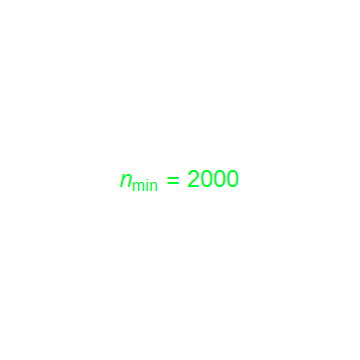 n_min = 2000